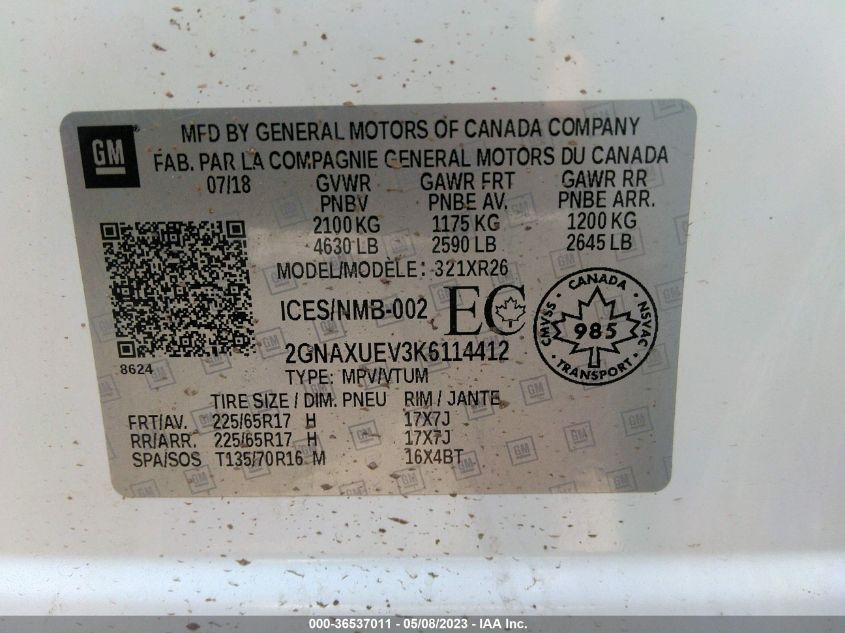 GM
MFD BY GENERAL MOTORS OF CANADA COMPANY
FAB. PAR LA COMPAGNIE GENERAL MOTORS DU CANADA
07/18 GVWR GAWR FRT GAWR RR
PNBV PNBE AV. PNBE ARR.
2100 KG 1175 KG 1200 KG
4630 LB 2590 LB 2645 LB
MODEL/MODÈLE: 321XR26
ICES/NMB-002 EC
CANADA
CMVSS 985 NSVAC
TRANSPORT
2GNAXUEV3K6114412
8624
TYPE: MPV/VTUM
TIRE SIZE / DIM. PNEU RIM / JANTE
FRT/AV. 225/65R17 H 17X7J
RR/ARR. 225/65R17 H 17X7J
SPA/SOS T135/70R16 M 16X4BT
000-36537011 - 05/08/2023 - IAA Inc.